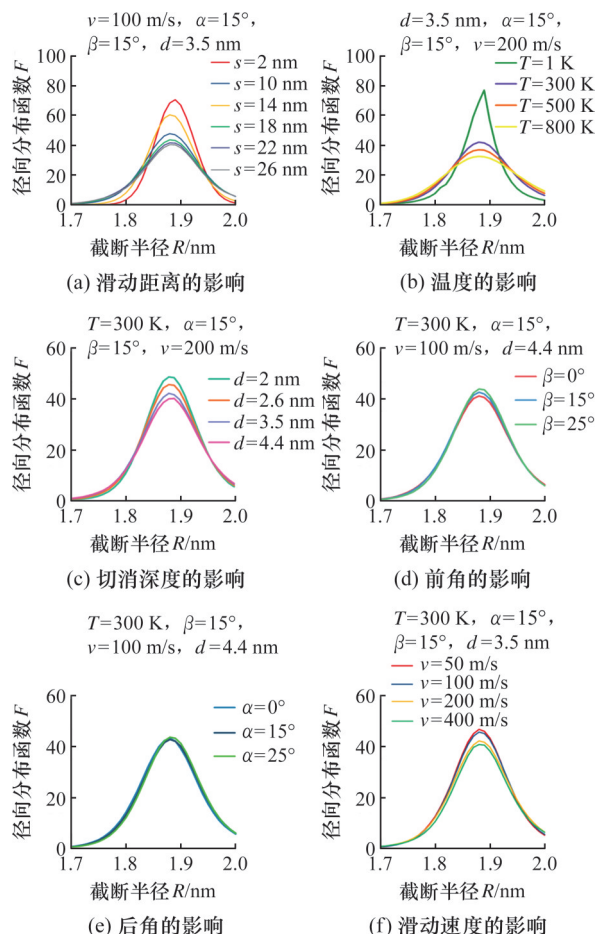 v=100 m/s，α=15°，
β=15°，d=3.5 nm
径向分布函数F
100
80
60
40
20
0
s=2 nm
s=10 nm
s=14 nm
s=18 nm
s=22 nm
s=26 nm
1.7 1.8 1.9 2.0
截断半径R/nm
(a) 滑动距离的影响
d=3.5 nm，α=15°，
β=15°，v=200 m/s
径向分布函数F
100
80
60
40
20
0
T=1 K
T=300 K
T=500 K
T=800 K
1.7 1.8 1.9 2.0
截断半径R/nm
(b) 温度的影响
T=300 K，α=15°，
β=15°，v=200 m/s
径向分布函数F
60
40
20
0
d=2 nm
d=2.6 nm
d=3.5 nm
d=4.4 nm
1.7 1.8 1.9 2.0
截断半径R/nm
(c) 切消深度的影响
T=300 K，α=15°，
v=100 m/s，d=4.4 nm
径向分布函数F
60
40
20
0
β=0°
β=15°
β=25°
1.7 1.8 1.9 2.0
截断半径R/nm
(d) 前角的影响
T=300 K，β=15°，
v=100 m/s，d=4.4 nm
径向分布函数F
60
40
20
0
α=0°
α=15°
α=25°
1.7 1.8 1.9 2.0
截断半径R/nm
(e) 后角的影响
T=300 K，α=15°，
β=15°，d=3.5 nm
径向分布函数F
60
40
20
0
v=50 m/s
v=100 m/s
v=200 m/s
v=400 m/s
1.7 1.8 1.9 2.0
截断半径R/nm
(f) 滑动速度的影响